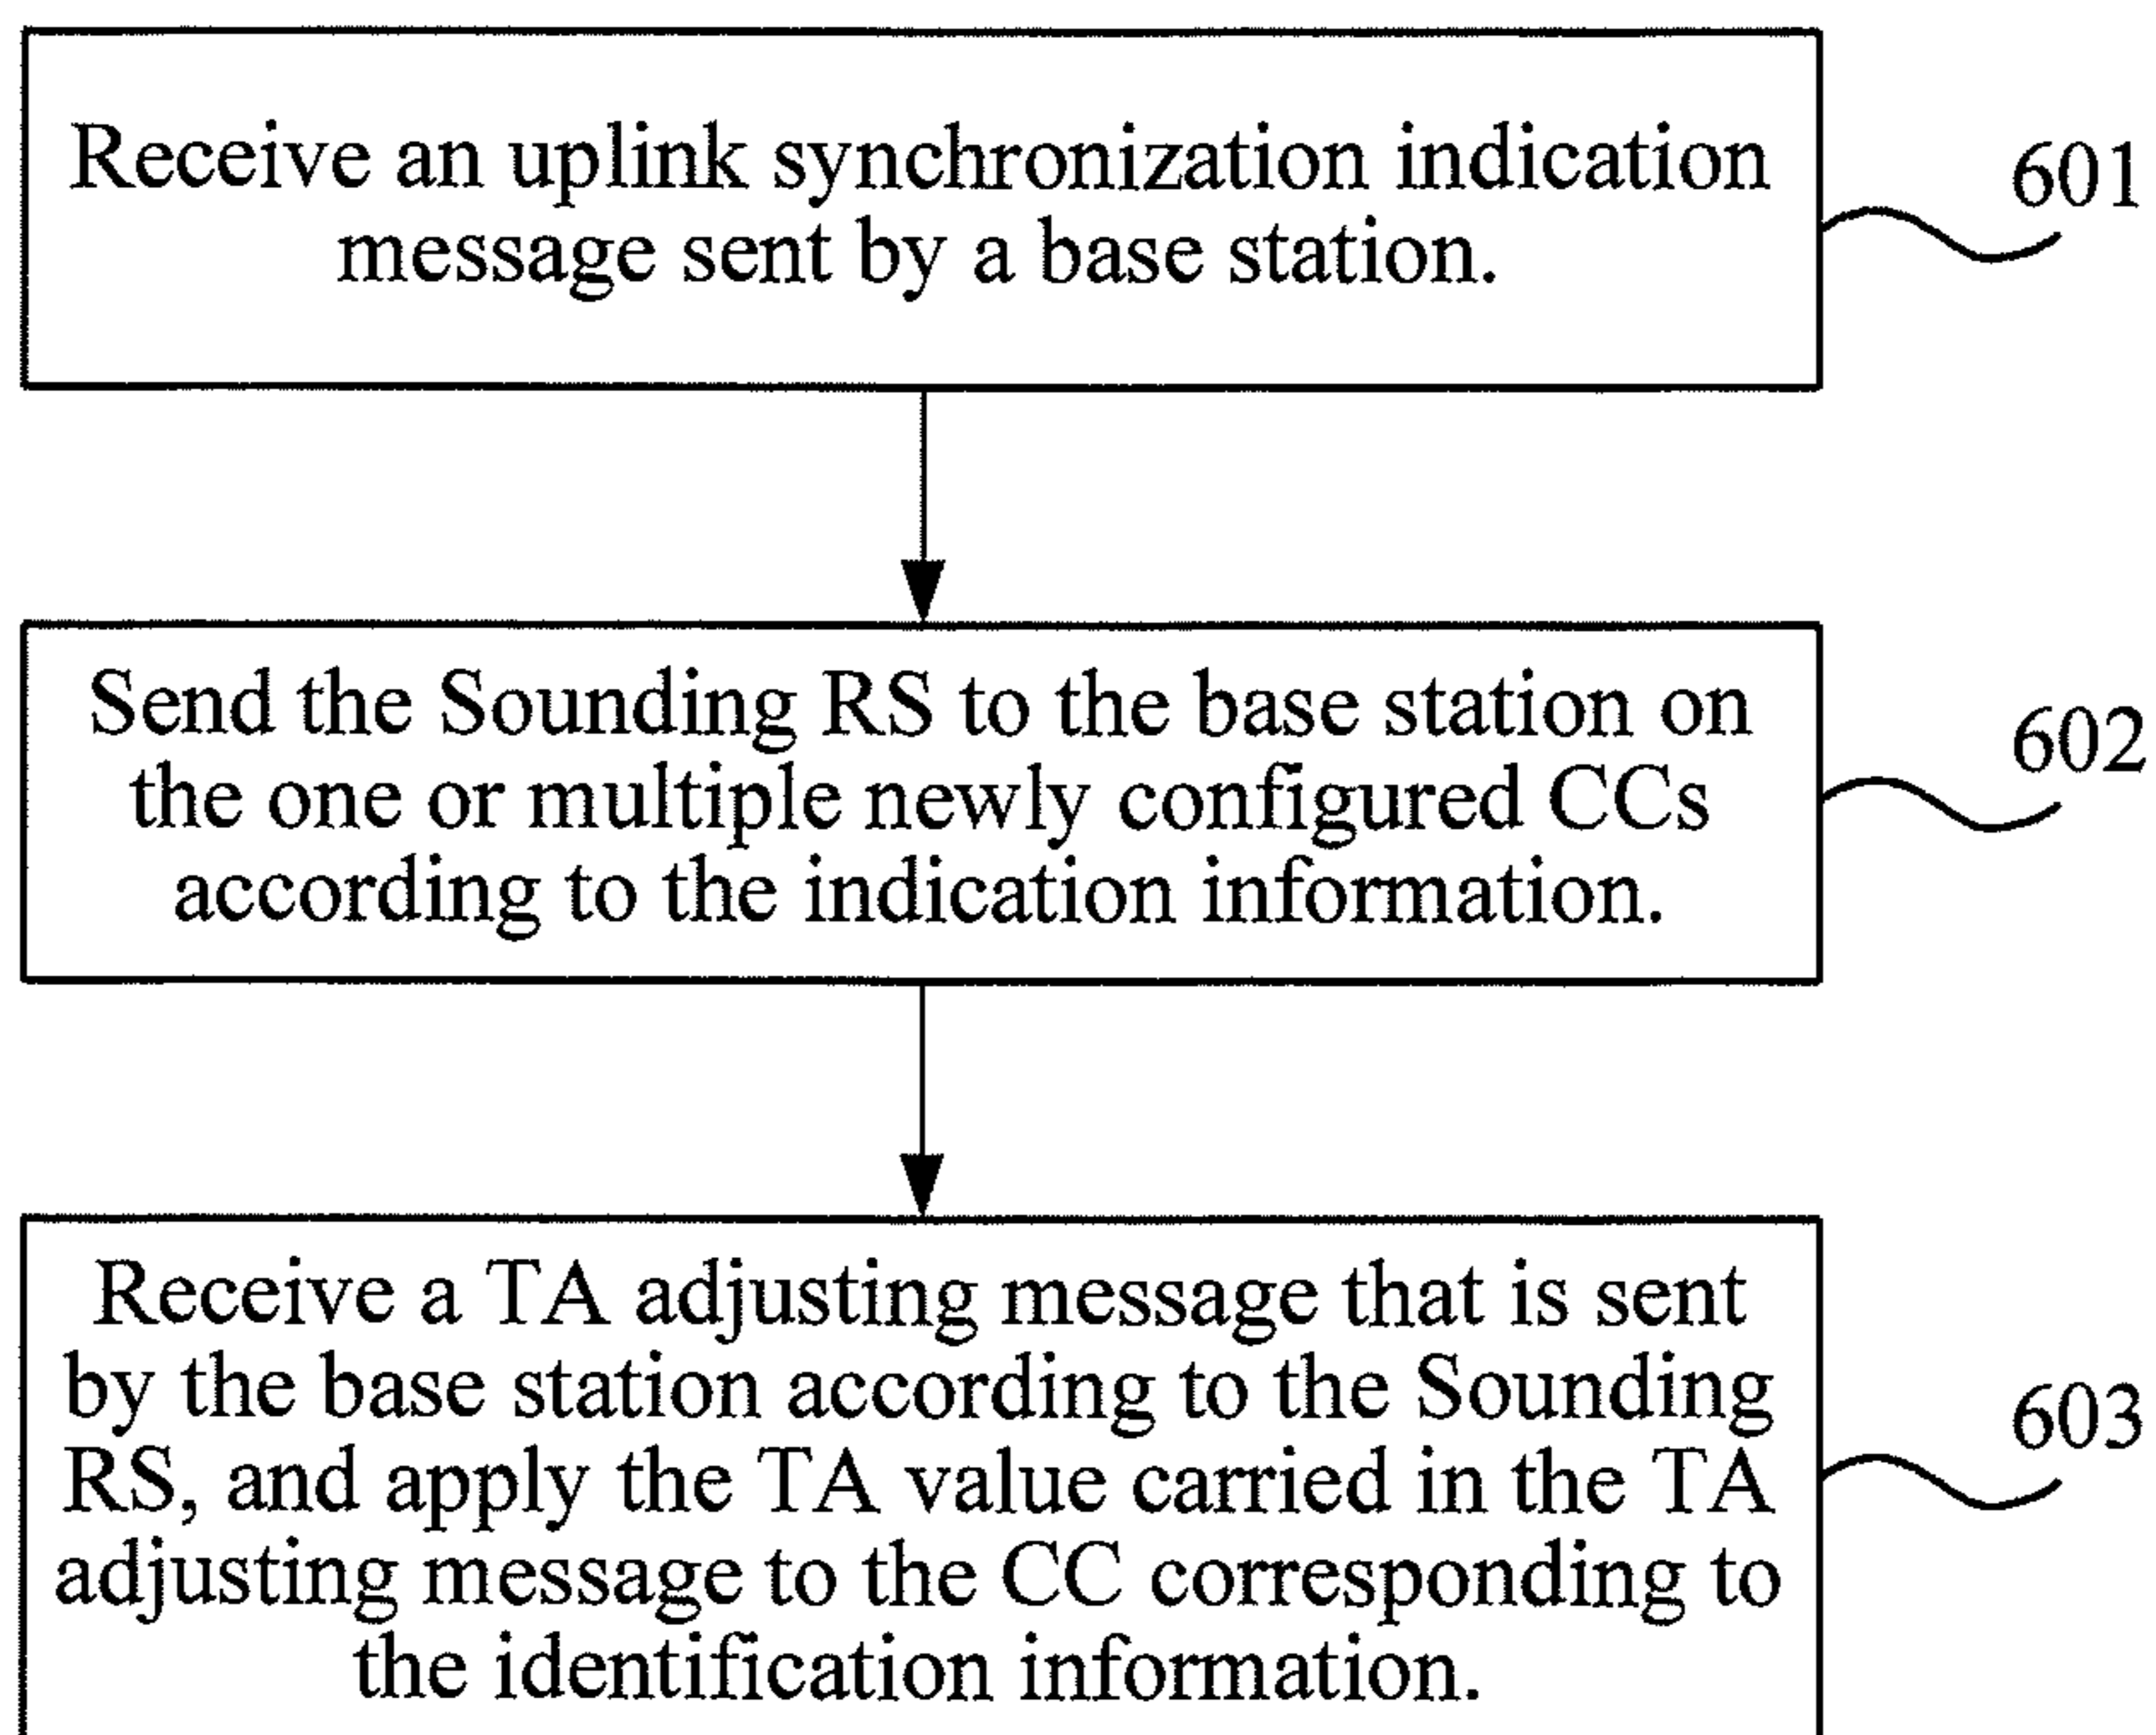 Receive an uplink synchronization indication
message sent by a base station.
601
Send the Sounding RS to the base station on
the one or multiple newly configured CCs
according to the indication information.
602
Receive a TA adjusting message that is sent
by the base station according to the Sounding
RS, and apply the TA value carried in the TA
adjusting message to the CC corresponding to
the identification information.
603